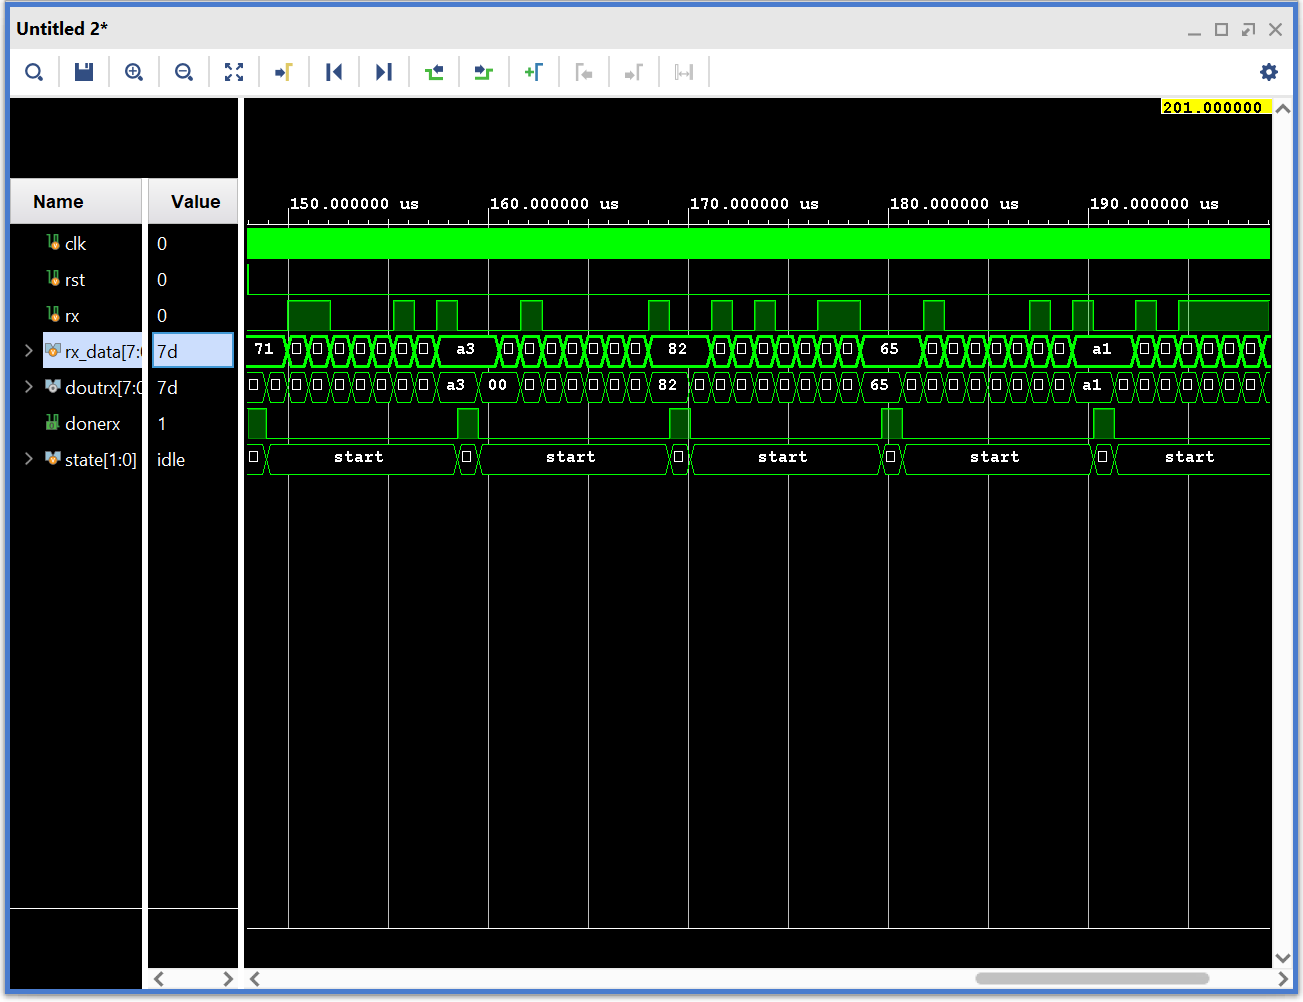 Untitled 2*
201.000000
Name Value
150.000000 us 160.000000 us 170.000000 us 180.000000 us 190.000000 us
clk 0
rst 0
rx 0
rx_data[7: 7d 71 a3 82 65 a1
doutrx[7:0 7d a3 00 82 65 a1
donerx 1
state[1:0] idle start start start start start